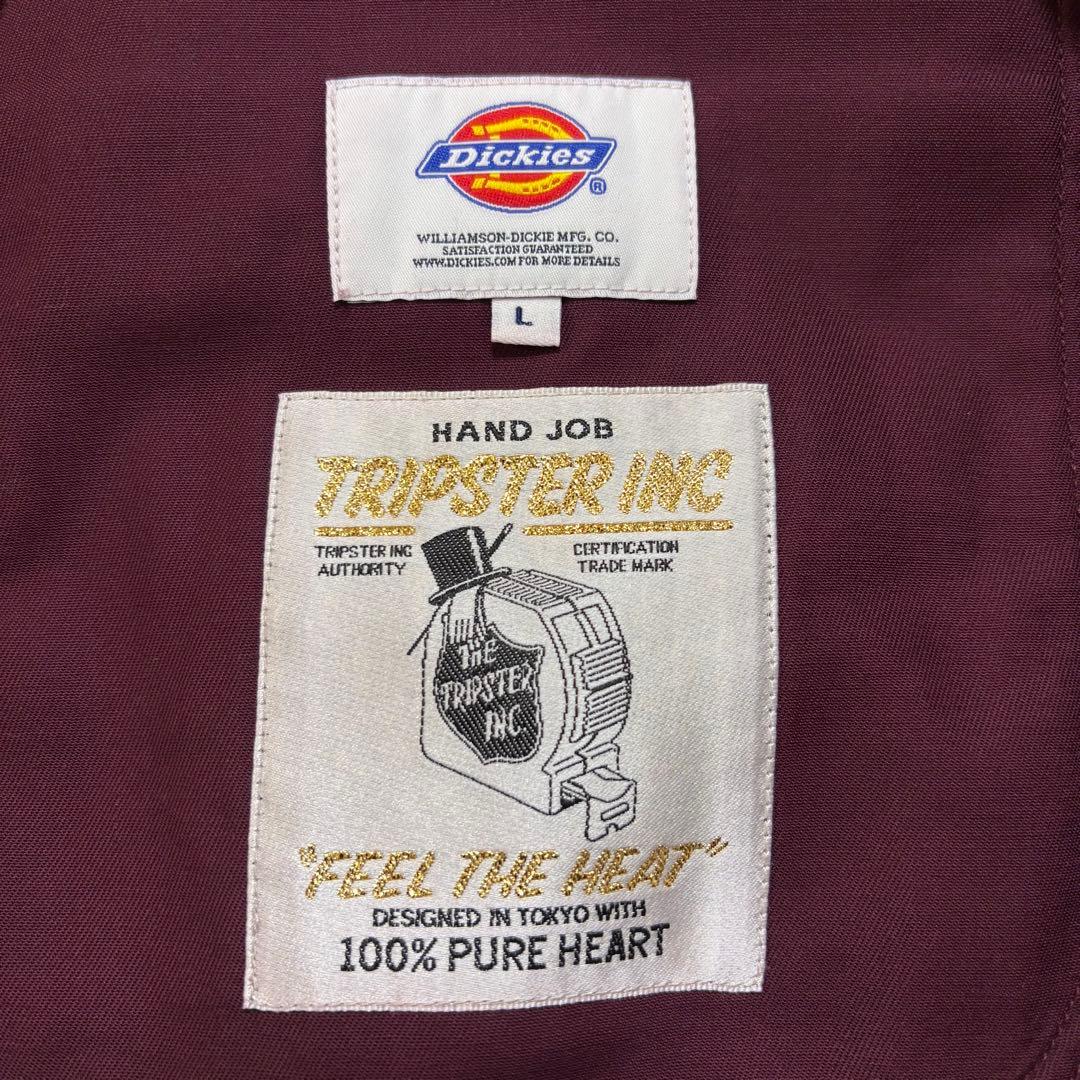 Dickies
®
WILLIAMSON-DICKIE MFG. CO.
SATISFACTION GUARANTEED
WWW.DICKIES.COM FOR MORE DETAILS
L
HAND JOB
TRIPSTER INC
TRIPSTER INC
AUTHORITY
CERTIFICATION
TRADE MARK
THE
TRIPSTER
INC.
"FEEL THE HEAT"
DESIGNED IN TOKYO WITH
100% PURE HEART